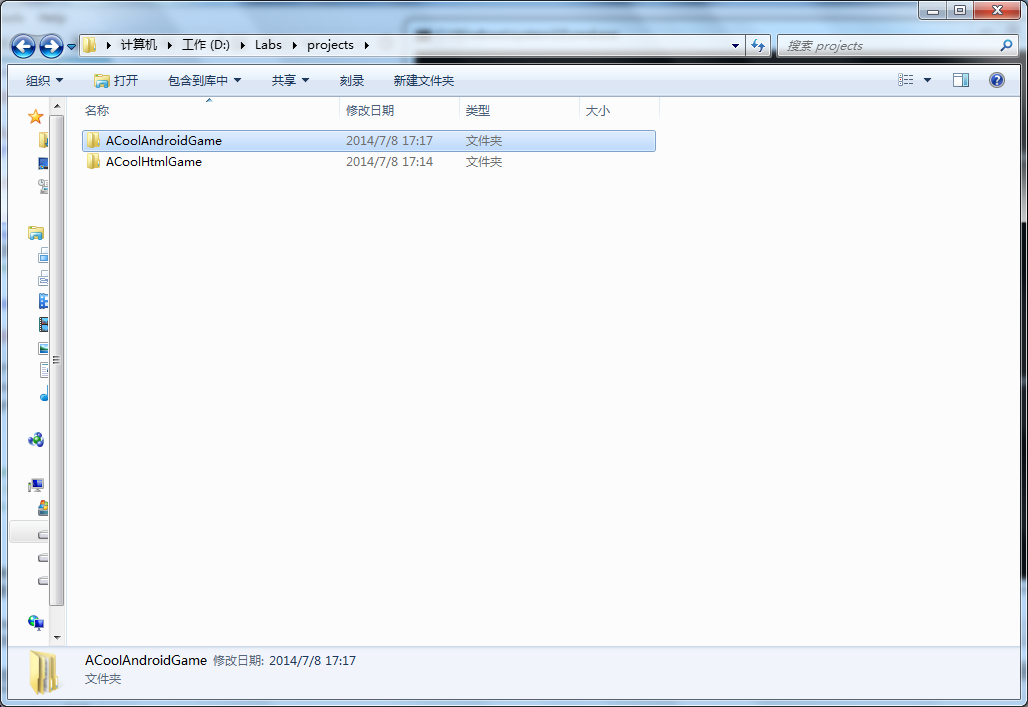 计算机 工作 (D:) Labs projects 搜索 projects
组织 打开 包含到库中 共享 刻录 新建文件夹
名称 修改日期 类型 大小
ACoolAndroidGame 2014/7/8 17:17 文件夹
ACoolHtmlGame 2014/7/8 17:14 文件夹
ACoolAndroidGame 修改日期: 2014/7/8 17:17
文件夹